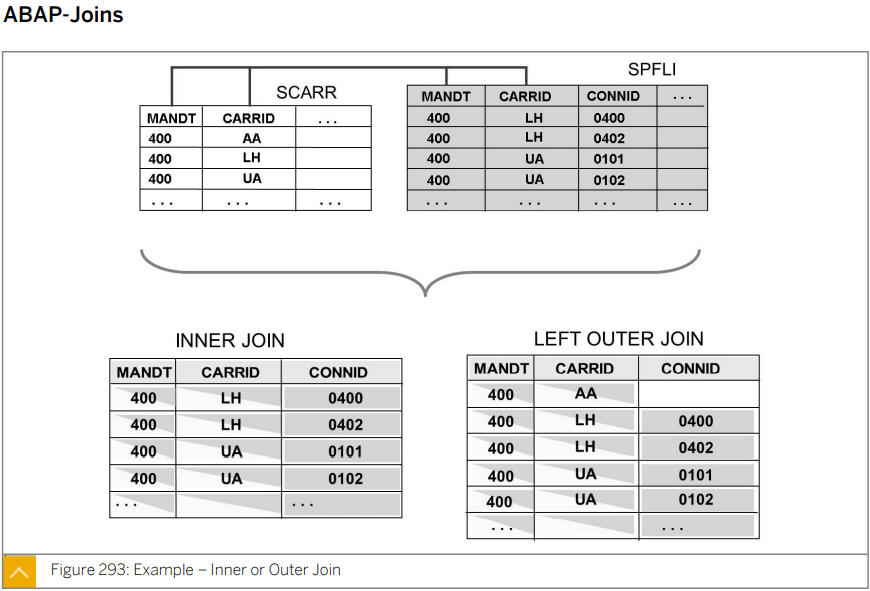 ABAP-Joins
SCARR
MANDT CARRID ...
400 AA
400 LH
400 UA
... ... ...
SPFLI
MANDT CARRID CONNID ...
400 LH 0400
400 LH 0402
400 UA 0101
400 UA 0102
... ... ... ...
INNER JOIN
MANDT CARRID CONNID
400 LH 0400
400 LH 0402
400 UA 0101
400 UA 0102
... ...
LEFT OUTER JOIN
MANDT CARRID CONNID
400 AA
400 LH 0400
400 LH 0402
400 UA 0101
400 UA 0102
... ...
Figure 293: Example – Inner or Outer Join